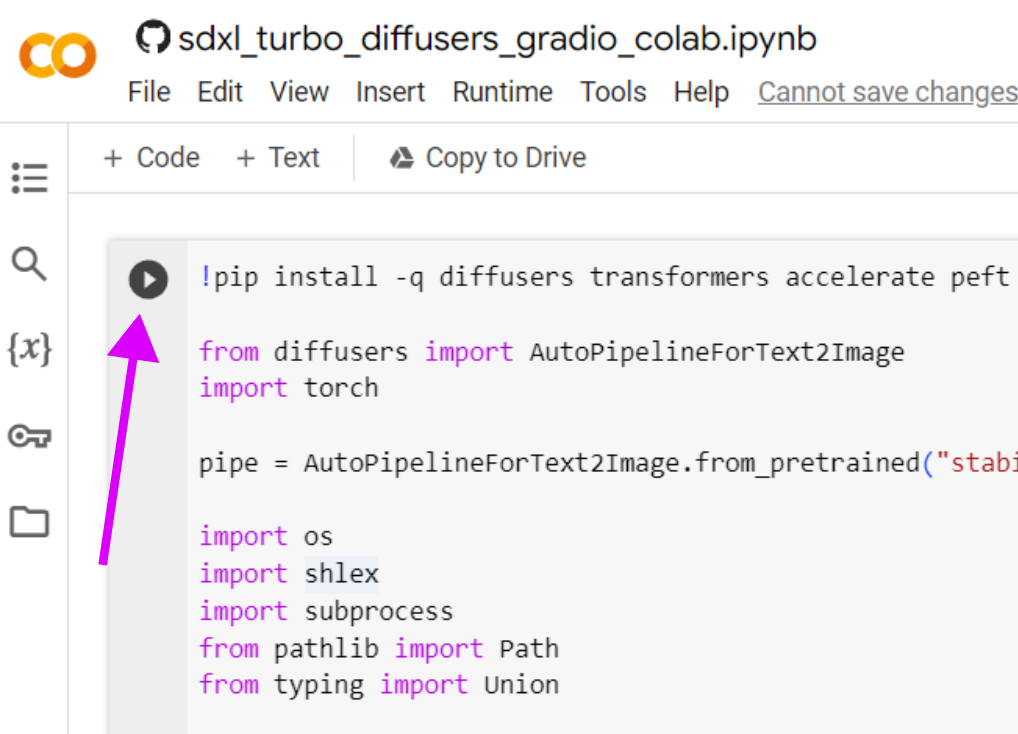 sdxl_turbo_diffusers_gradio_colab.ipynb
File Edit View Insert Runtime Tools Help Cannot save changes
+ Code + Text Copy to Drive
{x}
!pip install -q diffusers transformers accelerate peft
from diffusers import AutoPipelineForText2Image
import torch
pipe = AutoPipelineForText2Image.from_pretrained("stabi
import os
import shlex
import subprocess
from pathlib import Path
from typing import Union